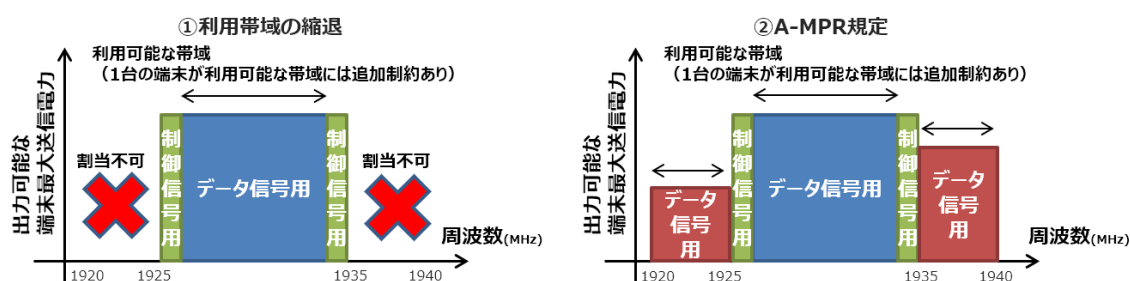 ①利用帯域の縮退
利用可能な帯域
（1台の端末が利用可能な帯域には追加制約あり）
出力可能な
端末最大送信電力
割当不可
制御信号用
データ信号用
制御信号用
割当不可
周波数(MHz)
1920
1925
1935
1940
②A-MPR規定
利用可能な帯域
（1台の端末が利用可能な帯域には追加制約あり）
出力可能な
端末最大送信電力
データ
信号
用
制御信号用
データ信号用
制御信号用
データ
信号
用
周波数(MHz)
1920
1925
1935
1940